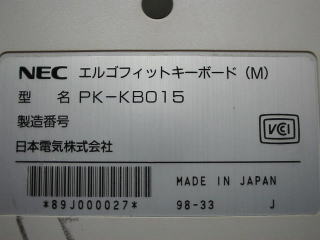 NEC エルゴフィットキーボード (M)
型 名 PK-KB015
製造番号
日本電気株式会社
VCI
MADE IN JAPAN
*89J000027*
98-33 J